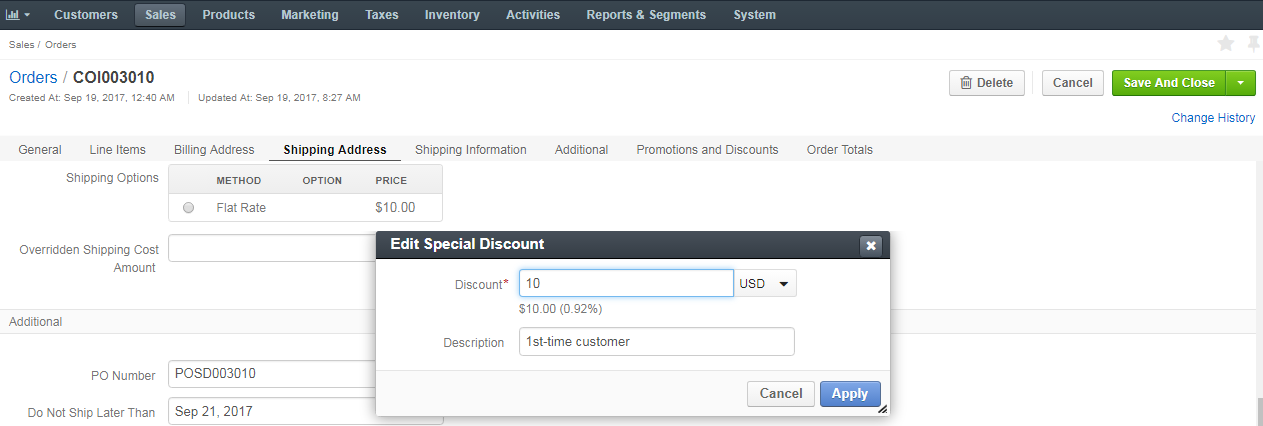 Customers Sales Products Marketing Taxes Inventory Activities Reports & Segments System
Sales / Orders
Orders / COI003010
Delete Cancel Save And Close
Created At: Sep 19, 2017, 12:40 AM Updated At: Sep 19, 2017, 8:27 AM
Change History
General Line Items Billing Address Shipping Address Shipping Information Additional Promotions and Discounts Order Totals
Shipping Options METHOD OPTION PRICE
Flat Rate $10.00
Overridden Shipping Cost
Amount
Edit Special Discount
Discount* 10 USD
$10.00 (0.92%)
Description 1st-time customer
Cancel Apply
Additional
PO Number POSD003010
Do Not Ship Later Than Sep 21, 2017